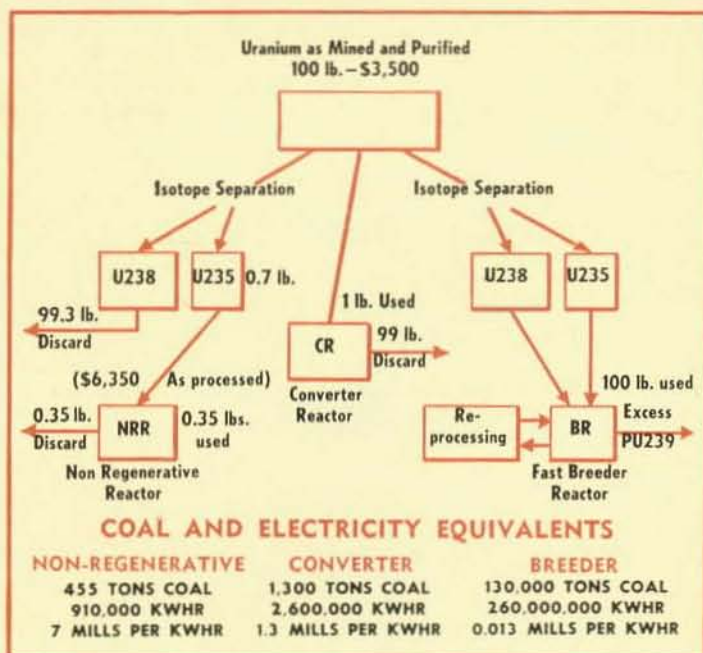 Uranium as Mined and Purified
100 lb.–$3,500
Isotope Separation
Isotope Separation
U238
U235
0.7 lb.
U238
U235
99.3 lb.
Discard
1 lb. Used
CR
99 lb.
Discard
Converter
Reactor
($6,350 As processed)
0.35 lb.
Discard
NRR
0.35 lbs.
used
Non Regenerative
Reactor
100 lb. used
Re-
processing
BR
Excess
PU239
Fast Breeder
Reactor
COAL AND ELECTRICITY EQUIVALENTS
NON-REGENERATIVE
455 TONS COAL
910,000 KWHR
7 MILLS PER KWHR
CONVERTER
1,300 TONS COAL
2,600,000 KWHR
1.3 MILLS PER KWHR
BREEDER
130,000 TONS COAL
260,000,000 KWHR
0.013 MILLS PER KWHR